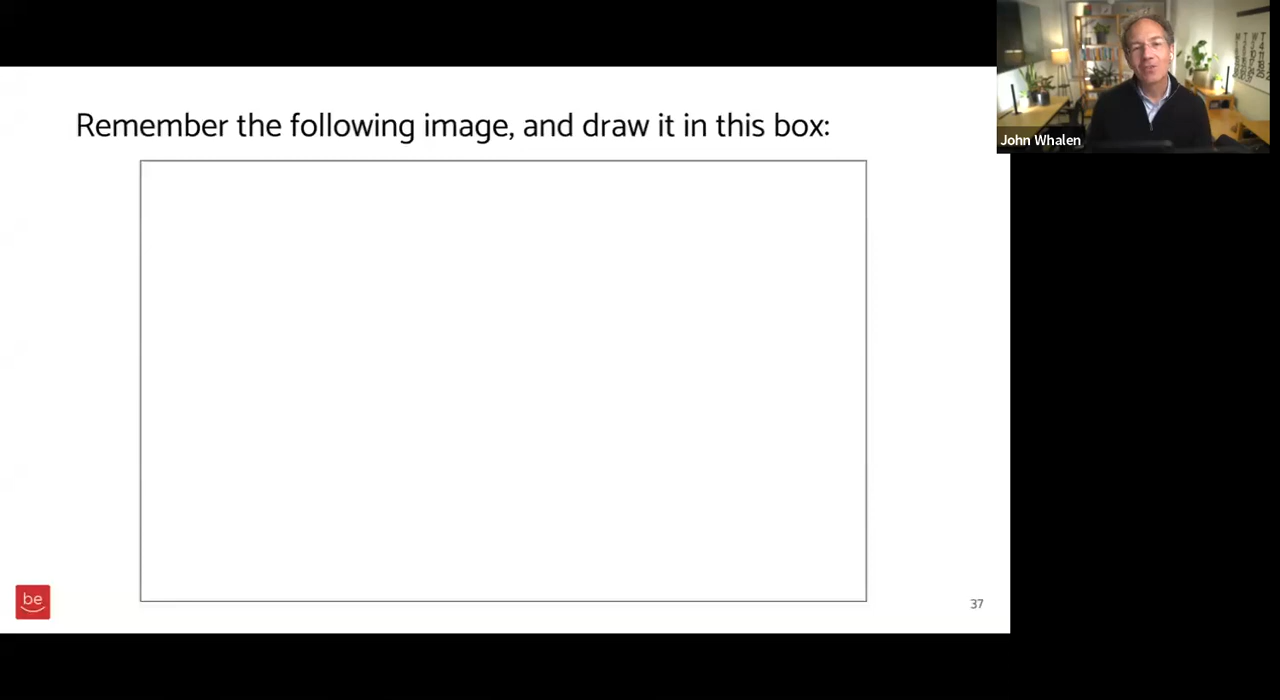 Remember the following image, and draw it in this box:
John Whalen
be
37